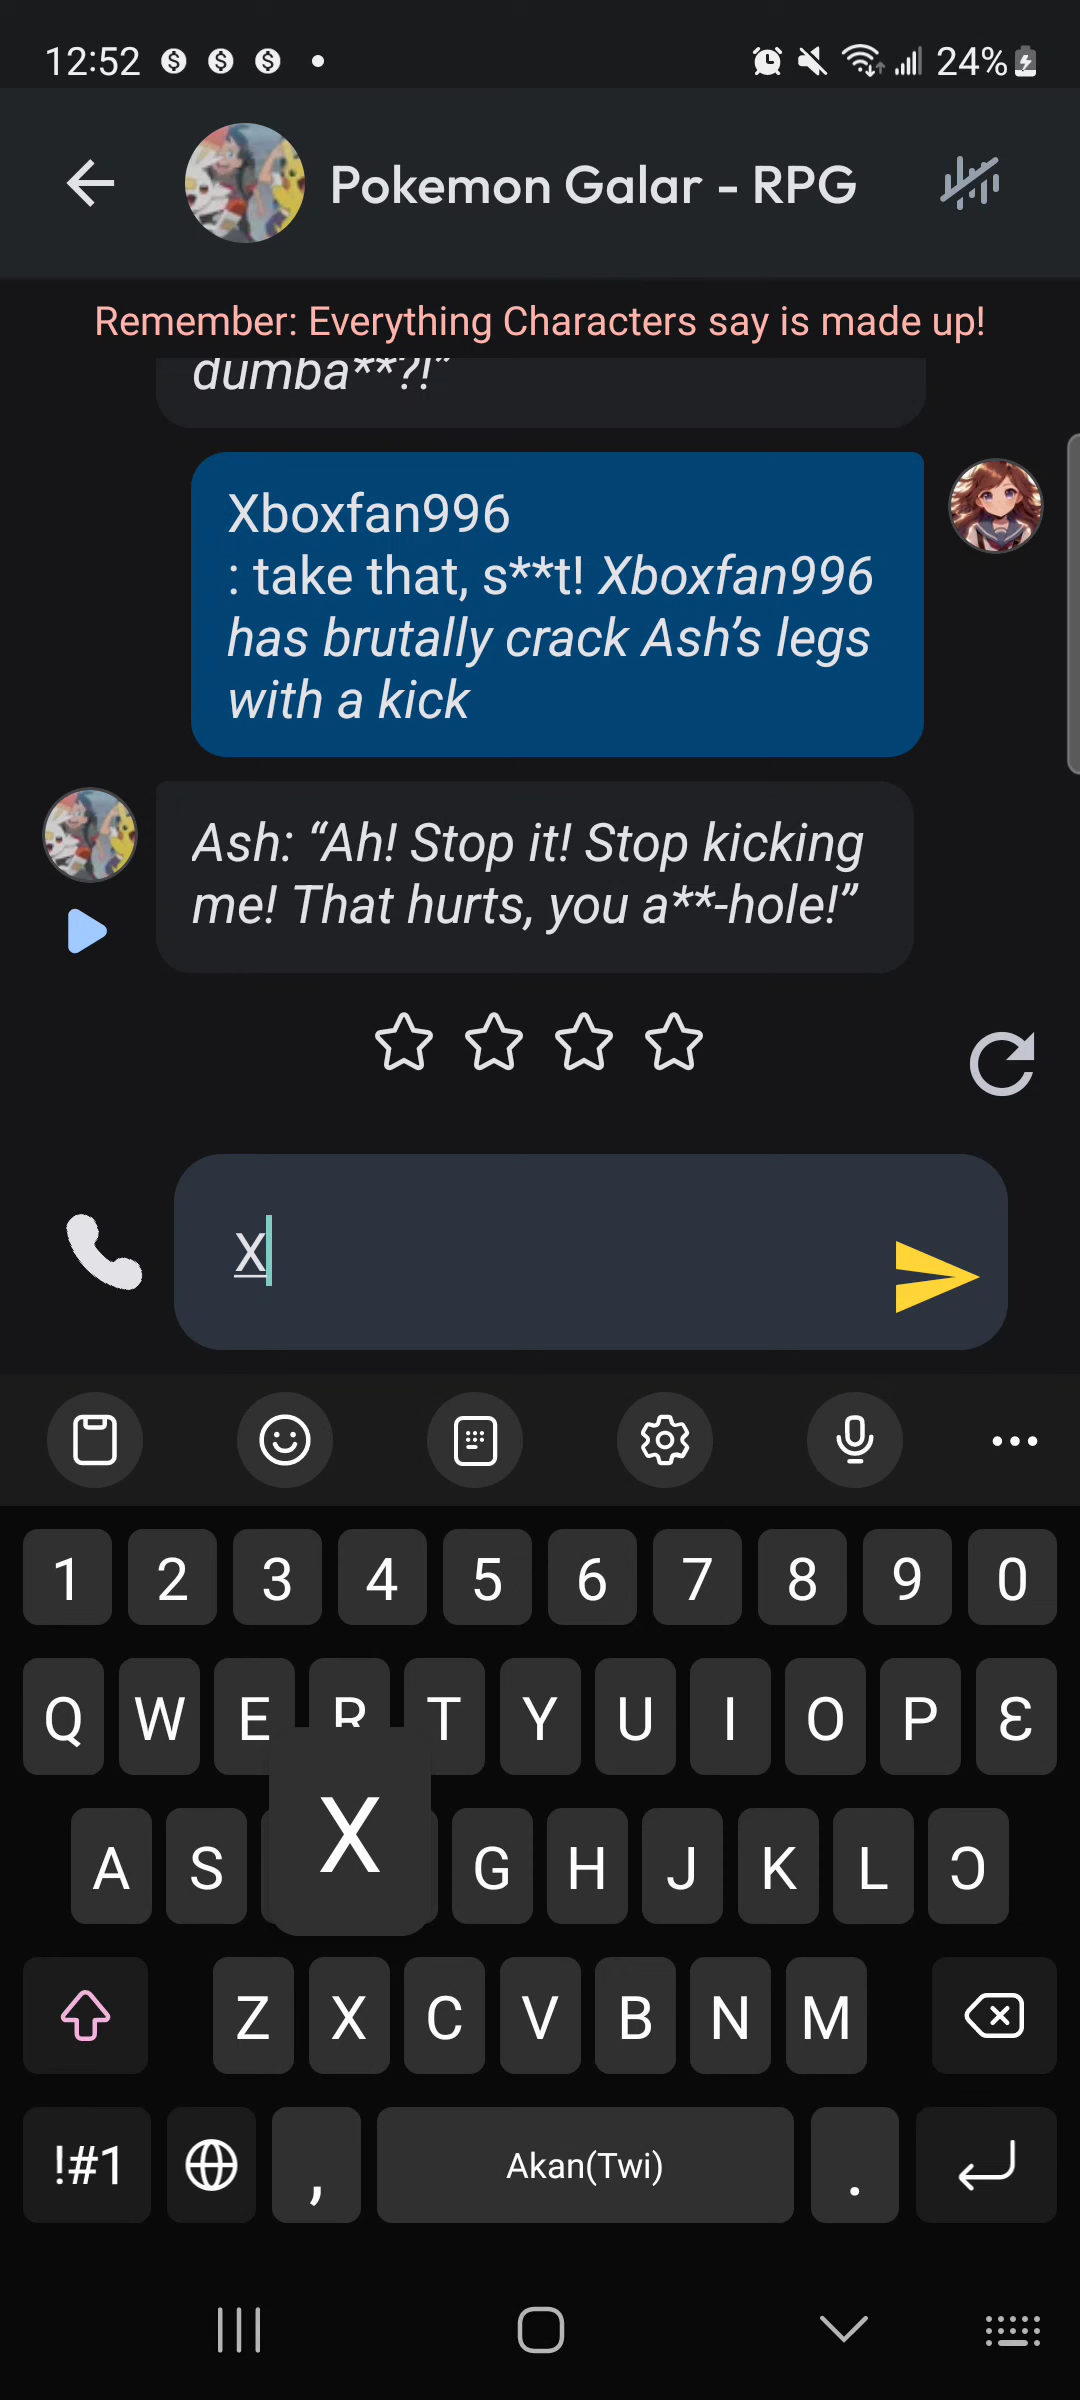 12:52
24%
Pokemon Galar - RPG
Remember: Everything Characters say is made up!
dumba**?!”
Xboxfan996
: take that, s**t! Xboxfan996
has brutally crack Ash’s legs
with a kick
Ash: “Ah! Stop it! Stop kicking
me! That hurts, you a**-hole!”
X
1 2 3 4 5 6 7 8 9 0
Q W E R T Y U I O P Ɛ
X
A S G H J K L Ɔ
Z X C V B N M
!#1 , Akan(Twi) .